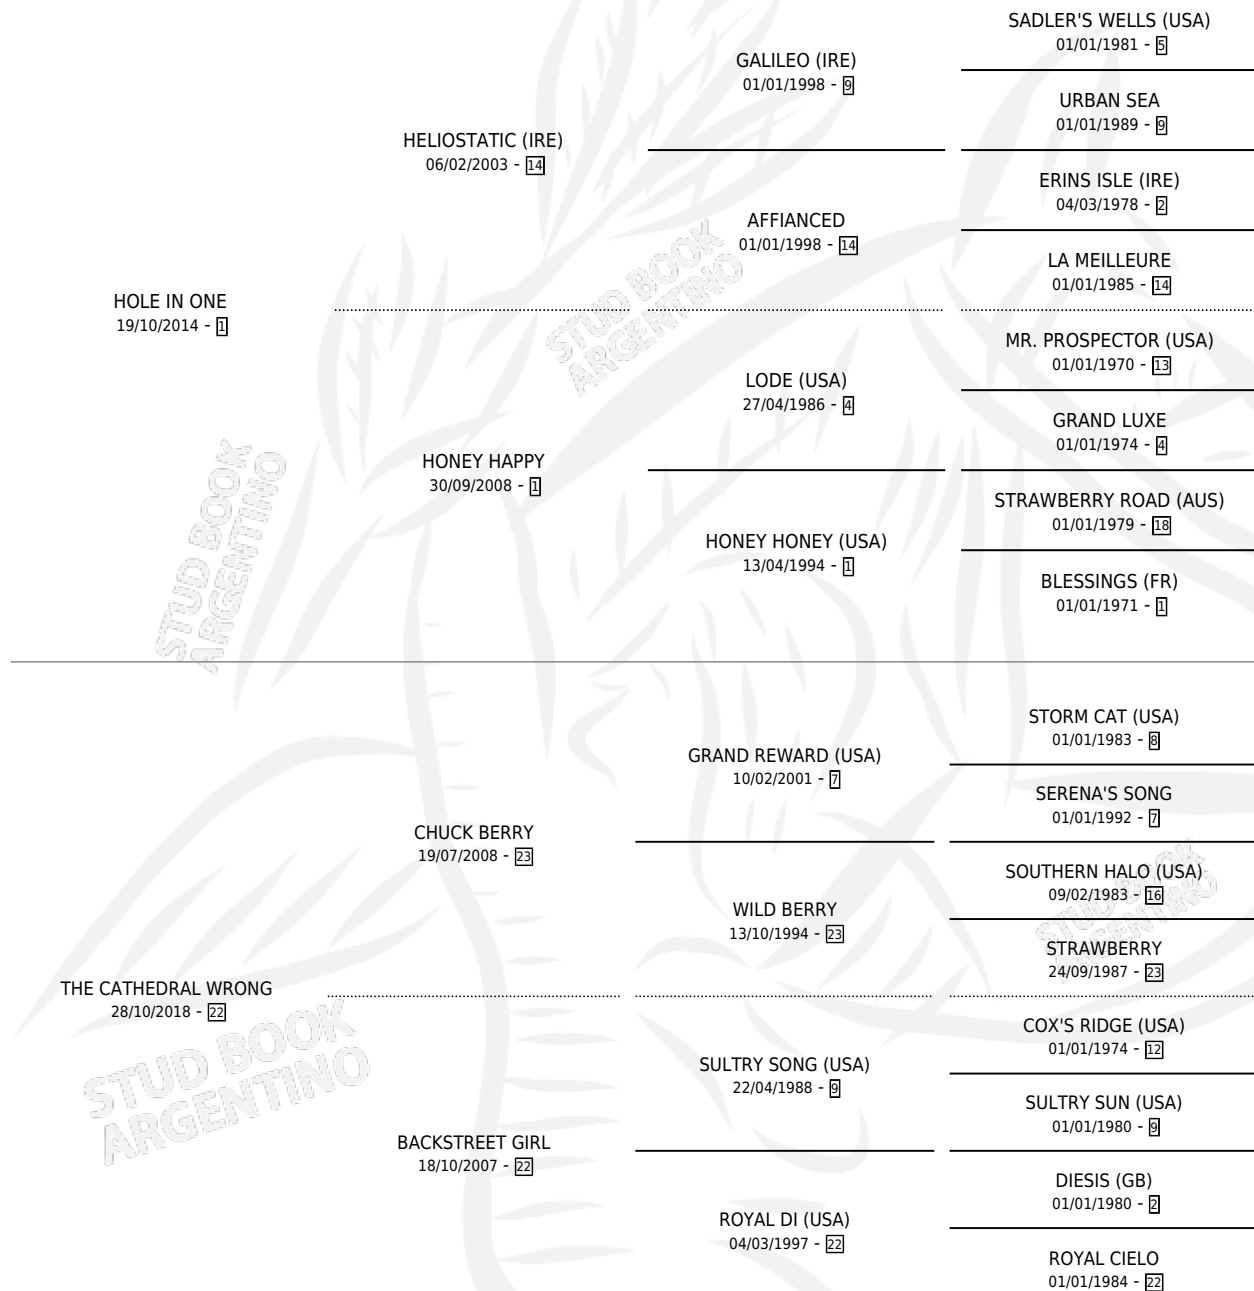 SADLER'S WELLS (USA)
01/01/1981 - 5
GALILEO (IRE)
01/01/1998 - 9
URBAN SEA
01/01/1989 - 9
HELIOSTATIC (IRE)
06/02/2003 - 14
ERINS ISLE (IRE)
04/03/1978 - 2
AFFIANCED
01/01/1998 - 14
LA MEILLEURE
01/01/1985 - 14
HOLE IN ONE
19/10/2014 - 1
MR. PROSPECTOR (USA)
01/01/1970 - 13
LODE (USA)
27/04/1986 - 4
GRAND LUXE
01/01/1974 - 4
HONEY HAPPY
30/09/2008 - 1
STRAWBERRY ROAD (AUS)
01/01/1979 - 18
HONEY HONEY (USA)
13/04/1994 - 1
BLESSINGS (FR)
01/01/1971 - 1
STORM CAT (USA)
01/01/1983 - 8
GRAND REWARD (USA)
10/02/2001 - 7
SERENA'S SONG
01/01/1992 - 7
CHUCK BERRY
19/07/2008 - 23
SOUTHERN HALO (USA)
09/02/1983 - 16
WILD BERRY
13/10/1994 - 23
STRAWBERRY
24/09/1987 - 23
THE CATHEDRAL WRONG
28/10/2018 - 22
COX'S RIDGE (USA)
01/01/1974 - 12
SULTRY SONG (USA)
22/04/1988 - 9
SULTRY SUN (USA)
01/01/1980 - 9
BACKSTREET GIRL
18/10/2007 - 22
DIESIS (GB)
01/01/1980 - 2
ROYAL DI (USA)
04/03/1997 - 22
ROYAL CIELO
01/01/1984 - 22
STUD BOOK
ARGENTINO
STUD BOOK
ARGENTINO
STUD BOOK
ARGENTINO
STUD BOOK
ARGENTINO